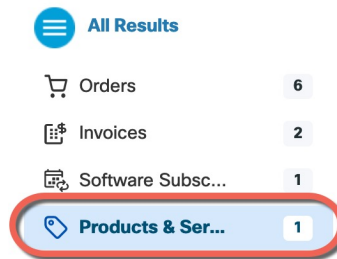 All Results
Orders 6
Invoices 2
Software Subsc... 1
Products & Ser... 1